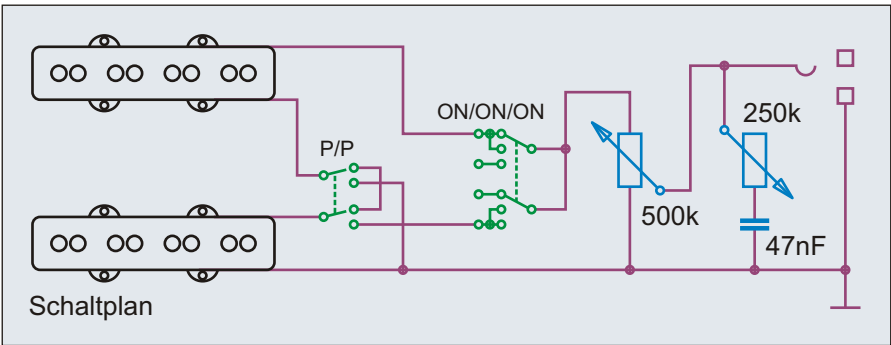 ON/ON/ON
250k
P/P
500k
47nF
Schaltplan